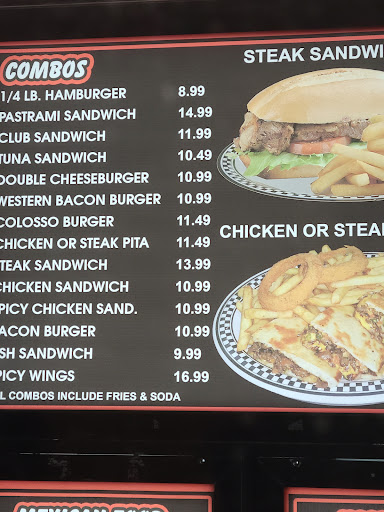 COMBOS
1/4 LB. HAMBURGER 8.99
PASTRAMI SANDWICH 14.99
CLUB SANDWICH 11.99
TUNA SANDWICH 10.49
DOUBLE CHEESEBURGER 10.99
WESTERN BACON BURGER 10.99
COLOSSO BURGER 11.49
CHICKEN OR STEAK PITA 11.49
TEAK SANDWICH 13.99
CHICKEN SANDWICH 10.99
PICY CHICKEN SAND. 10.99
ACON BURGER 10.99
SH SANDWICH 9.99
PICY WINGS 16.99
L COMBOS INCLUDE FRIES & SODA
STEAK SANDWI
CHICKEN OR STEA
MEXICAN FOOD